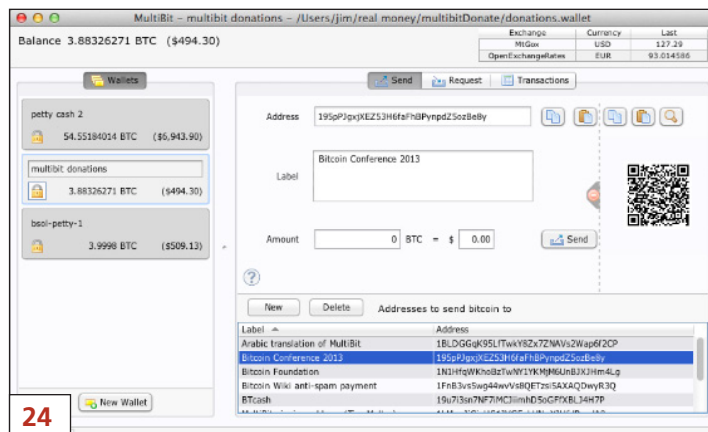 MultiBit – multibit donations – /Users/jim/real money/multibitDonate/donations.wallet
Balance 3.88326271 BTC ($494.30)
Exchange Currency Last
MtGox USD 127.29
OpenExchangeRates EUR 93.014586
Wallets
Send Request Transactions
petty cash 2
54.55184014 BTC ($6,943.90)
multibit donations
3.88326271 BTC ($494.30)
bsol-petty-1
3.9998 BTC ($509.13)
Address 195pPJgxjXEZ53H6faFhBPynpdZ5ozBe8y
Label Bitcoin Conference 2013
Amount 0 BTC = $ 0.00 Send
?
New Delete Addresses to send bitcoin to
Label Address
Arabic translation of MultiBit 1BLDGGqK95LfTwkY8Zx7ZNAVs2Wap6f2CP
Bitcoin Conference 2013 195pPJgxjXEZ53H6faFhBPynpdZ5ozBe8y
Bitcoin Foundation
Bitcoin Wiki anti-spam payment
BTCash
New Wallet
24